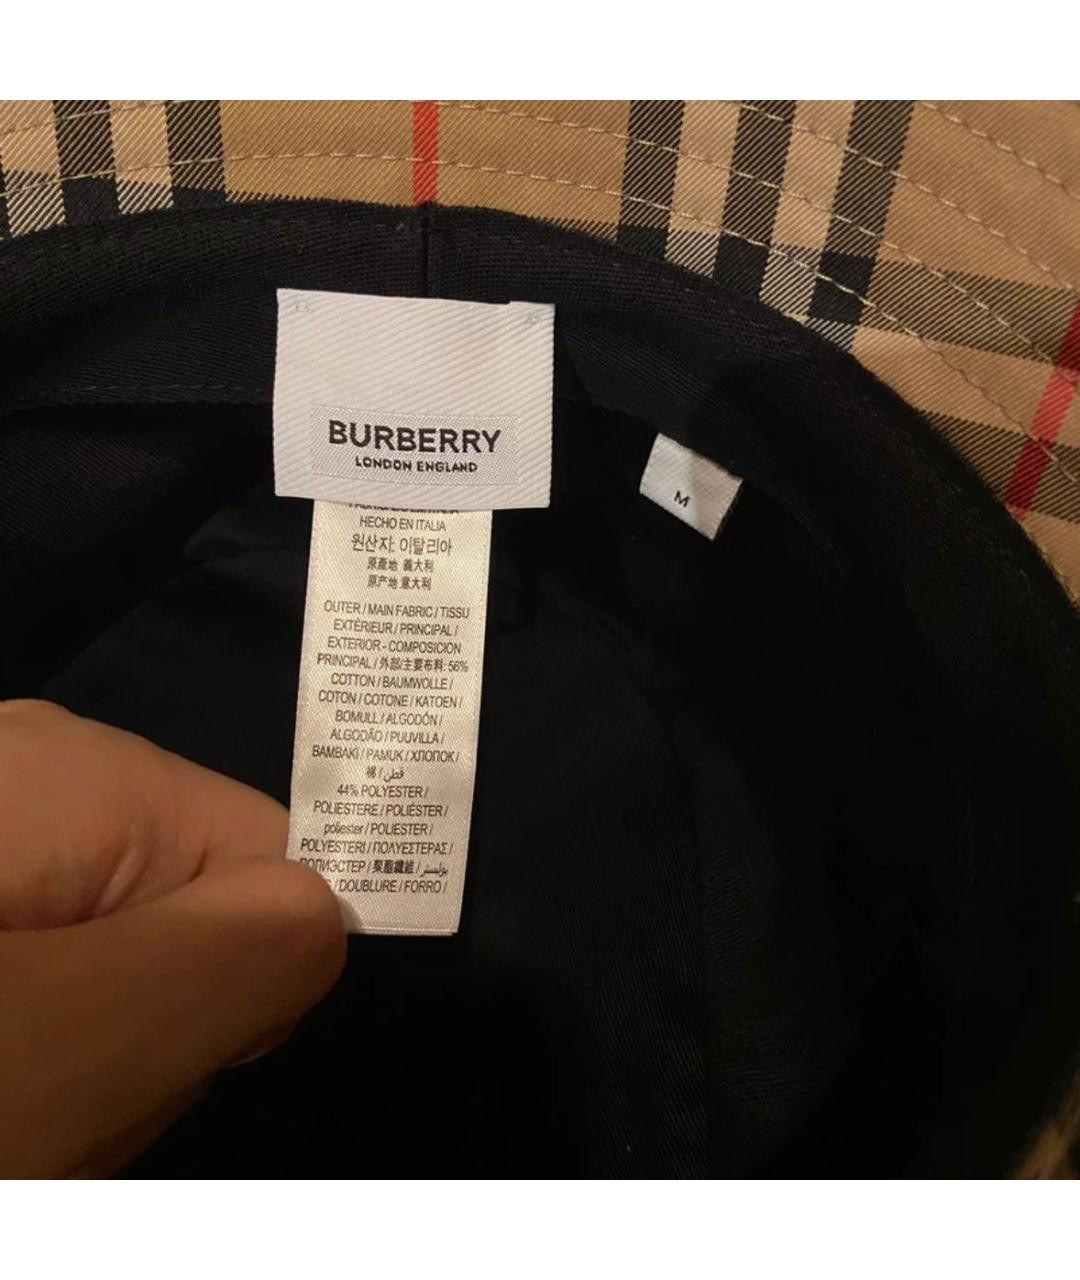 BURBERRY
LONDON ENGLAND
M
HECHO EN ITALIA
원산지: 이탈리아
原產地 義大利
原产地 意大利
OUTER / MAIN FABRIC / TISSU
EXTÉRIEUR / PRINCIPAL /
EXTERIOR - COMPOSICION
PRINCIPAL / 外部/主要布料: 56%
COTTON / BAUMWOLLE /
COTON / COTONE / KATOEN /
BOMULL / ALGODÓN /
ALGODÃO / PUUVILLA /
BAMBAKI / PAMUK / ХЛОПОК /
棉 / قطن
44% POLYESTER /
POLIESTERE / POLIÉSTER /
poliester / POLIESTER /
POLYESTERI / ΠΟΛΥΕΣΤΕΡΑΣ /
ПОЛИЭСТЕР / 聚酯纖維 / بوليستر
/ DOUBLURE / FORRO /